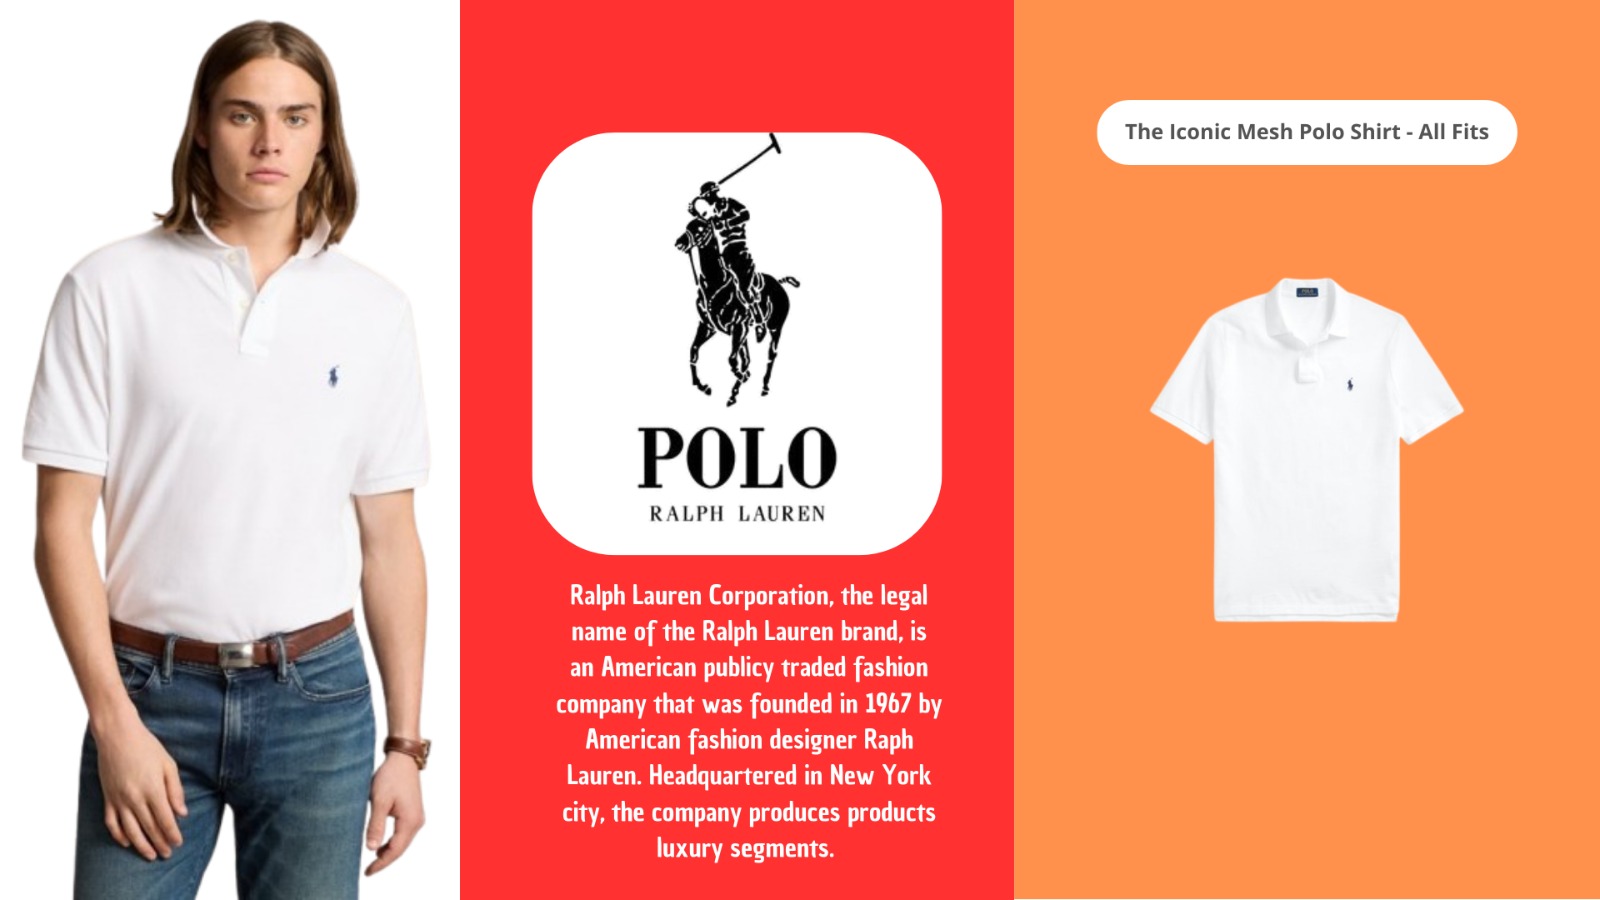 POLO
RALPH LAUREN
Ralph Lauren Corporation, the legal
name of the Ralph Lauren brand, is
an American publicy traded fashion
company that was founded in 1967 by
American fashion designer Raph
Lauren. Headquartered in New York
city, the company produces products
luxury segments.
The Iconic Mesh Polo Shirt - All Fits
POLO